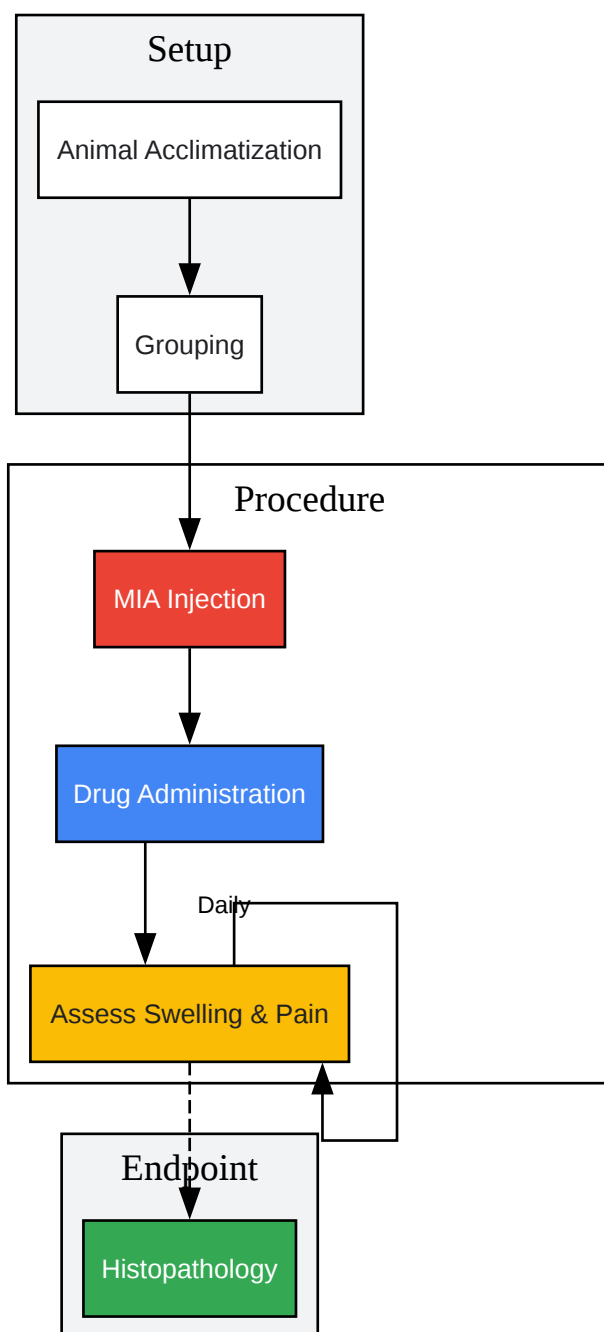 Setup
Animal Acclimatization
Grouping
Procedure
MIA Injection
Drug Administration
Daily
Assess Swelling & Pain
Endpoint
Histopathology